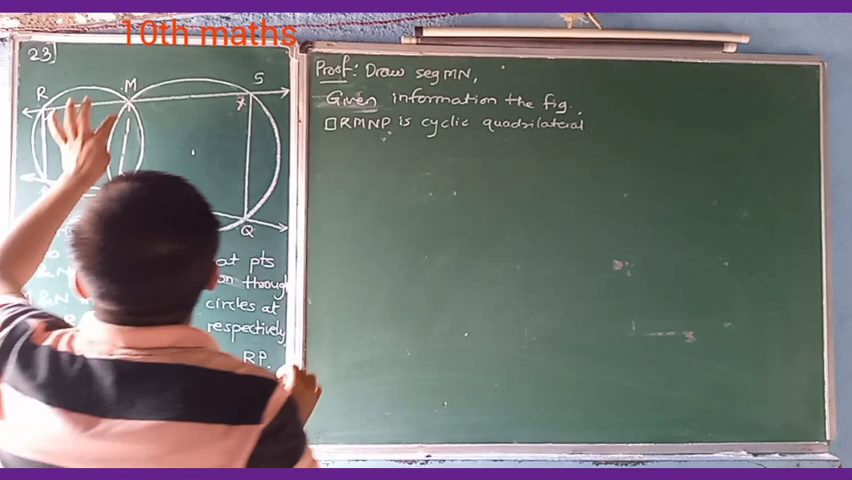 10th maths
23]
R M S
Q
at pts
on through
circles at
respectively
RP.
Proof: Draw seg MN,
Given information the fig.
□RMNP is cyclic quadrilateral